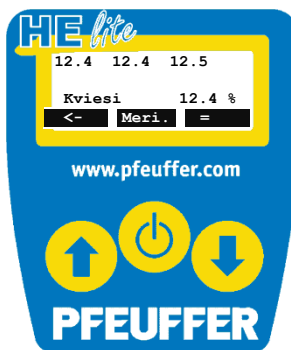 HE lite
12.4 12.4 12.5
Kviesi 12.4 %
<- Meri. =
www.pfeuffer.com
PFEUFFER